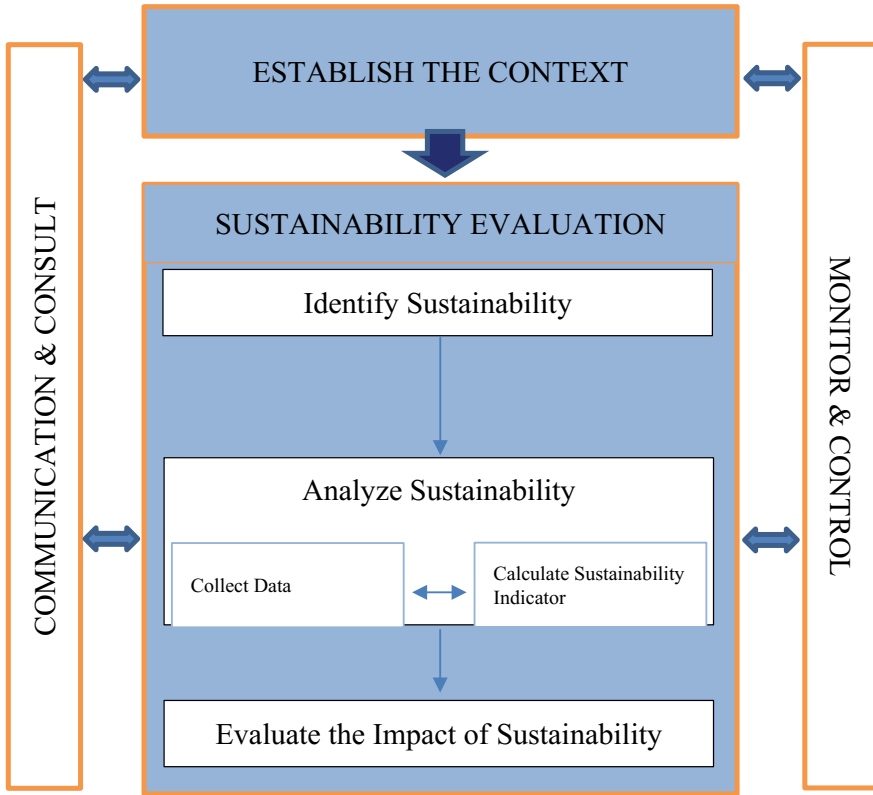 ESTABLISH THE CONTEXT
COMMUNICATION & CONSULT
SUSTAINABILITY EVALUATION
Identify Sustainability
Analyze Sustainability
Collect Data
Calculate Sustainability
Indicator
Evaluate the Impact of Sustainability
MONITOR & CONTROL